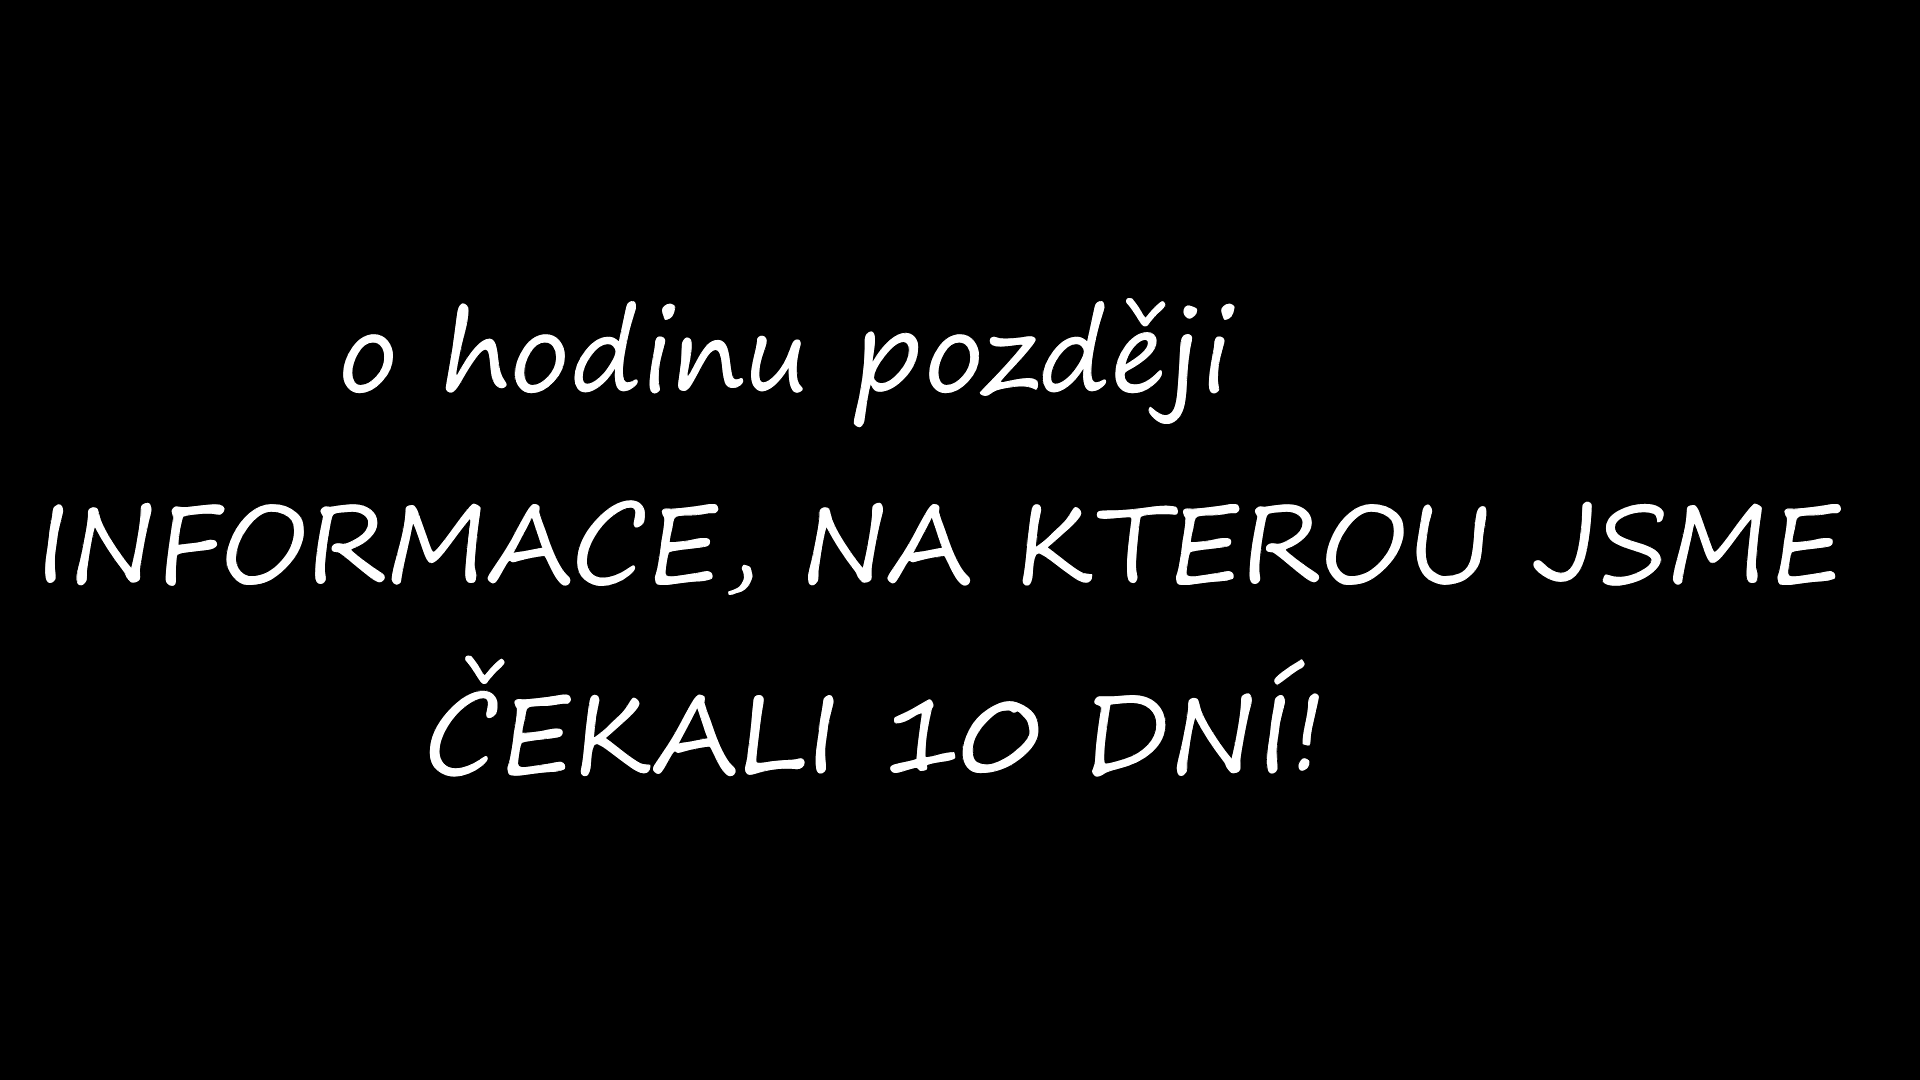 o hodinu později
INFORMACE, NA KTEROU JSME
ČEKALI 10 DNÍ!